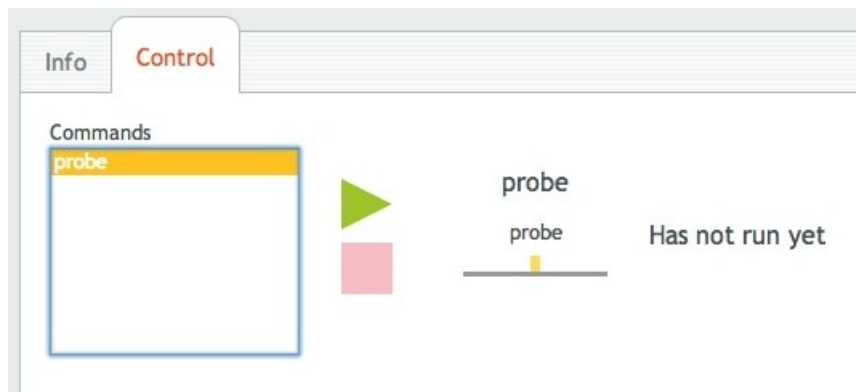 Info
Control
Commands
probe
probe
probe
Has not run yet